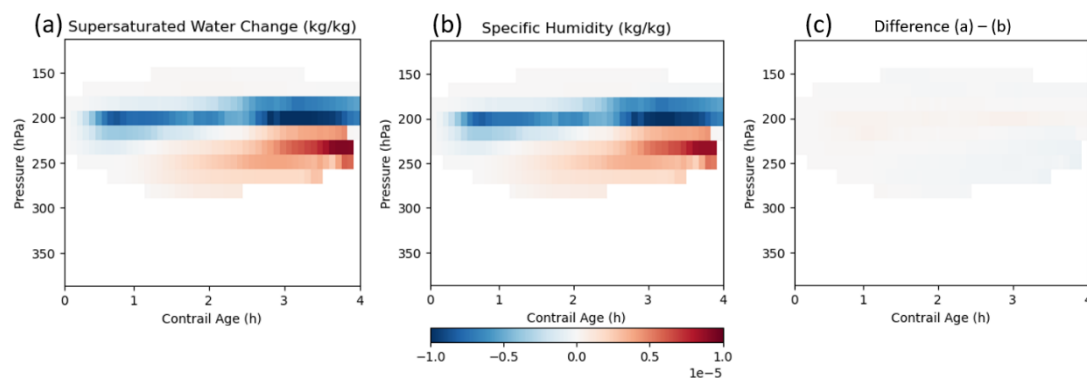 (a) Supersaturated Water Change (kg/kg)
(b) Specific Humidity (kg/kg)
(c) Difference (a) – (b)
Pressure (hPa)
150
200
250
300
350
0 1 2 3 4
Contrail Age (h)
Pressure (hPa)
150
200
250
300
350
0 1 2 3 4
Contrail Age (h)
Pressure (hPa)
150
200
250
300
350
0 1 2 3 4
Contrail Age (h)
−1.0 −0.5 0.0 0.5 1.0
1e−5